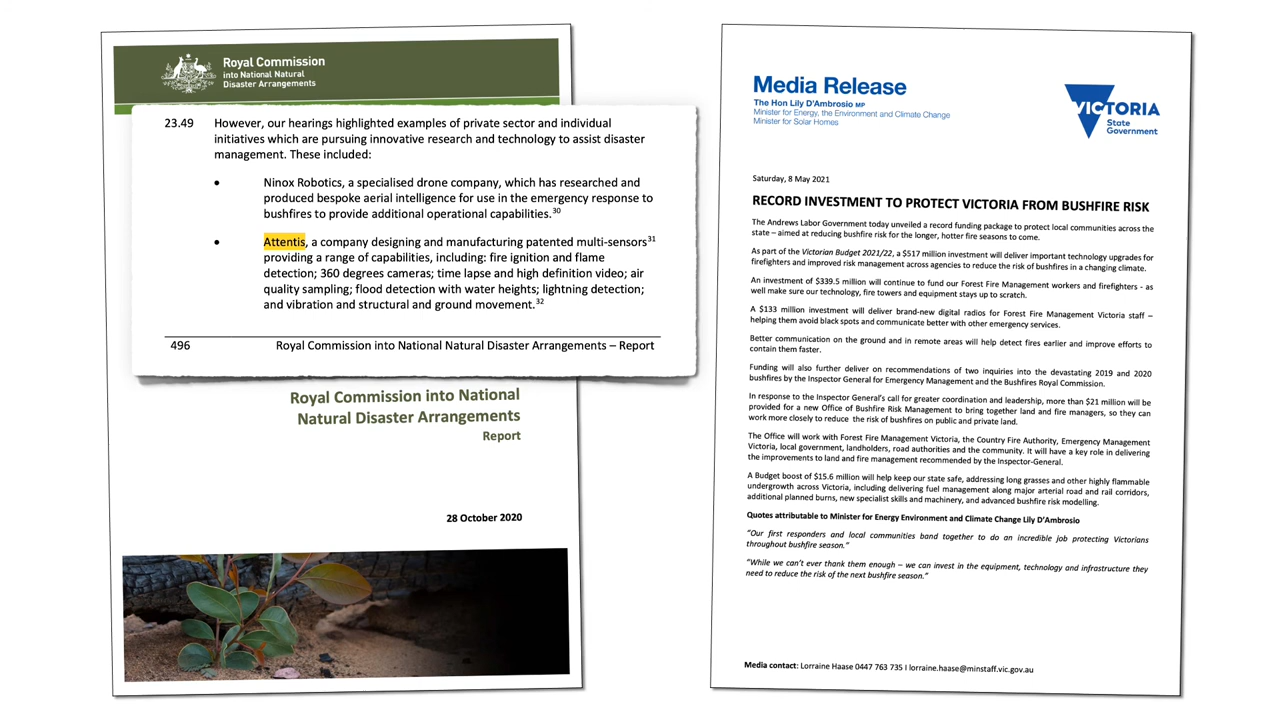 Royal Commission
into National Natural
Disaster Arrangements
23.49 However, our hearings highlighted examples of private sector and individual
initiatives which are pursuing innovative research and technology to assist disaster
management. These included:
• Ninox Robotics, a specialised drone company, which has researched and
produced bespoke aerial intelligence for use in the emergency response to
bushfires to provide additional operational capabilities.30
• Attentis, a company designing and manufacturing patented multi-sensors31
providing a range of capabilities, including: fire ignition and flame
detection; 360 degrees cameras; time lapse and high definition video; air
quality sampling; flood detection with water heights; lightning detection;
and vibration and structural and ground movement.32
496 Royal Commission into National Natural Disaster Arrangements – Report
Royal Commission into National
Natural Disaster Arrangements
Report
28 October 2020
Media Release
The Hon Lily D'Ambrosio MP
Minister for Energy, the Environment and Climate Change
Minister for Solar Homes
VICTORIA
State
Government
Saturday, 8 May 2021
RECORD INVESTMENT TO PROTECT VICTORIA FROM BUSHFIRE RISK
The Andrews Labor Government today unveiled a record funding package to protect local communities across the
state – aimed at reducing bushfire risk for the longer, hotter fire seasons to come.
As part of the Victorian Budget 2021/22, a $517 million investment will deliver important technology upgrades for
firefighters and improved risk management across agencies to reduce the risk of bushfires in a changing climate.
An investment of $339.5 million will continue to fund our Forest Fire Management workers and firefighters - as
well make sure our technology, fire towers and equipment stays up to scratch.
A $133 million investment will deliver brand-new digital radios for Forest Fire Management Victoria staff –
helping them avoid black spots and communicate better with other emergency services.
Better communication on the ground and in remote areas will help detect fires earlier and improve efforts to
contain them faster.
Funding will also further deliver on recommendations of two inquiries into the devastating 2019 and 2020
bushfires by the Inspector General for Emergency Management and the Bushfires Royal Commission.
In response to the Inspector General's call for greater coordination and leadership, more than $21 million will be
provided for a new Office of Bushfire Risk Management to bring together land and fire managers, so they can
work more closely to reduce the risk of bushfires on public and private land.
The Office will work with Forest Fire Management Victoria, the Country Fire Authority, Emergency Management
Victoria, local government, landholders, road authorities and the community. It will have a key role in delivering
the improvements to land and fire management recommended by the Inspector-General.
A Budget boost of $15.6 million will help keep our state safe, addressing long grasses and other highly flammable
undergrowth across Victoria, including delivering fuel management along major arterial road and rail corridors,
additional planned burns, new specialist skills and machinery, and advanced bushfire risk modelling.
Quotes attributable to Minister for Energy Environment and Climate Change Lily D'Ambrosio
"Our first responders and local communities band together to do an incredible job protecting Victorians
throughout bushfire season."
"While we can't ever thank them enough – we can invest in the equipment, technology and infrastructure they
need to reduce the risk of the next bushfire season."
Media contact: Lorraine Haase 0447 763 735 I lorraine.haase@minstaff.vic.gov.au